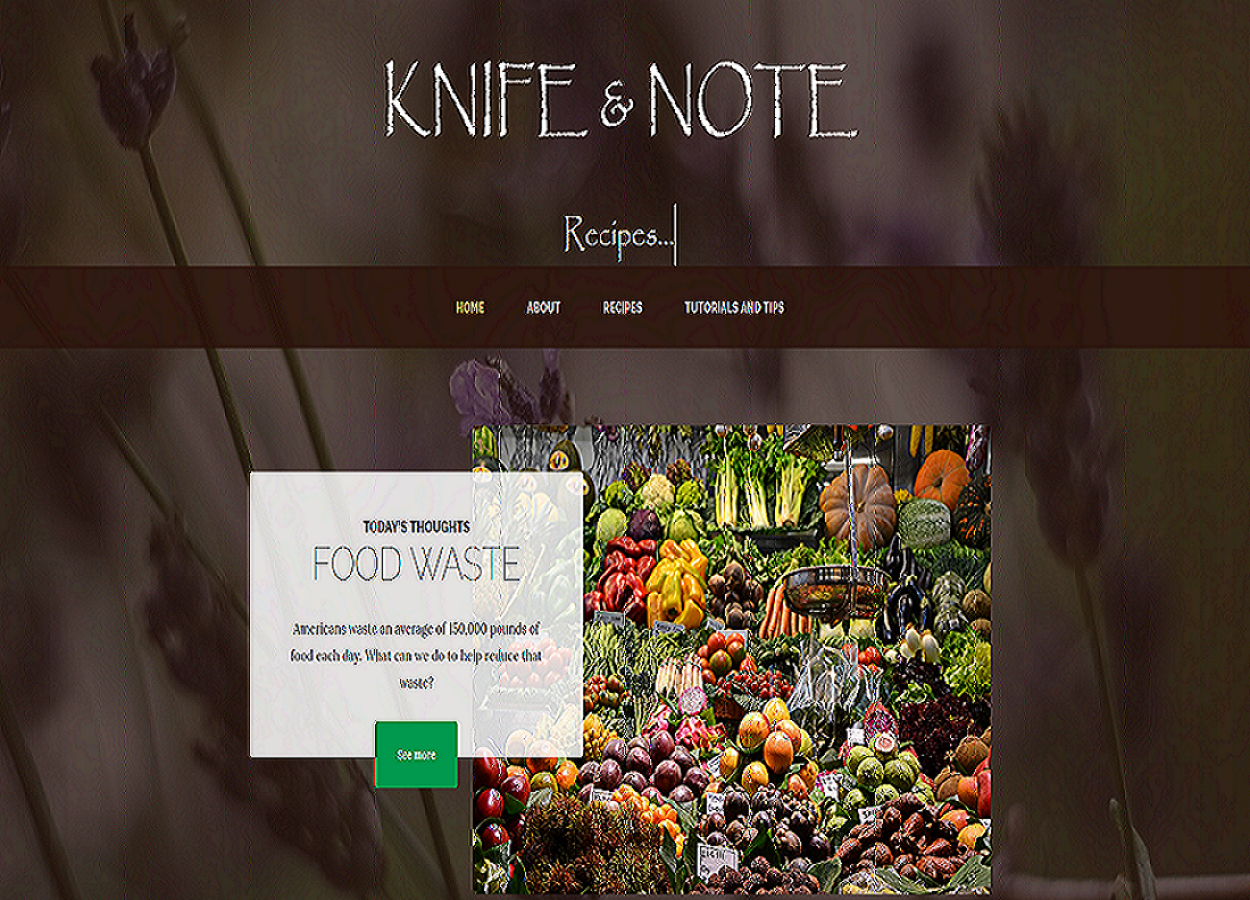 KNIFE & NOTE
Recipes...
HOME ABOUT RECIPES TUTORIALS AND TIPS
TODAY'S THOUGHTS
FOOD WASTE
Americans waste an average of 150,000 pounds of
food each day. What can we do to help reduce that
waste?
See more